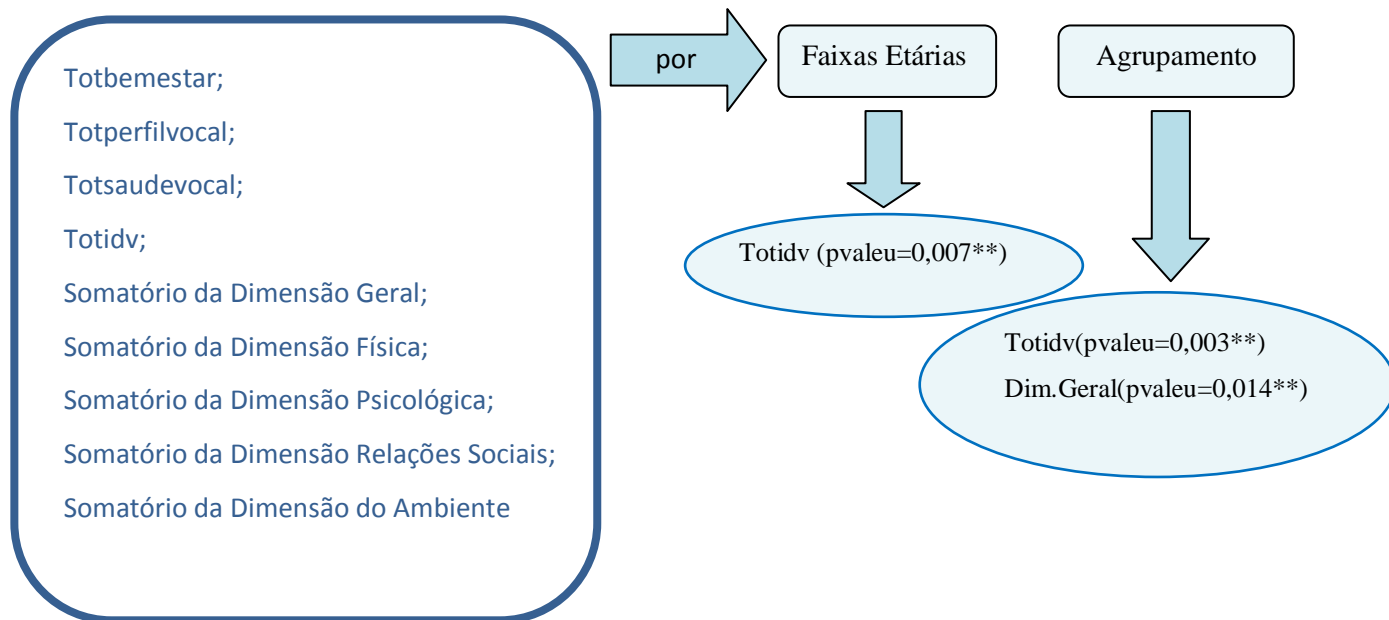 Totbemestar;
Totperfilvocal;
Totsaudevocal;
Totidv;
Somatório da Dimensão Geral;
Somatório da Dimensão Física;
Somatório da Dimensão Psicológica;
Somatório da Dimensão Relações Sociais;
Somatório da Dimensão do Ambiente
por
Faixas Etárias
Agrupamento
Totidv (pvaleu=0,007**)
Totidv(pvaleu=0,003**)
Dim.Geral(pvaleu=0,014**)